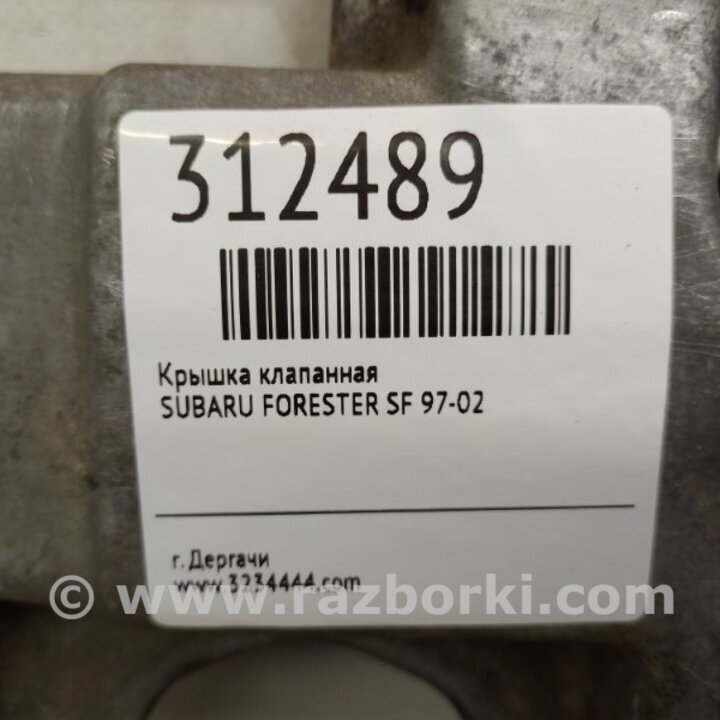 312489
Крышка клапанная
SUBARU FORESTER SF 97-02
г. Дергачи
www.3234444.com
© www.razborki.com